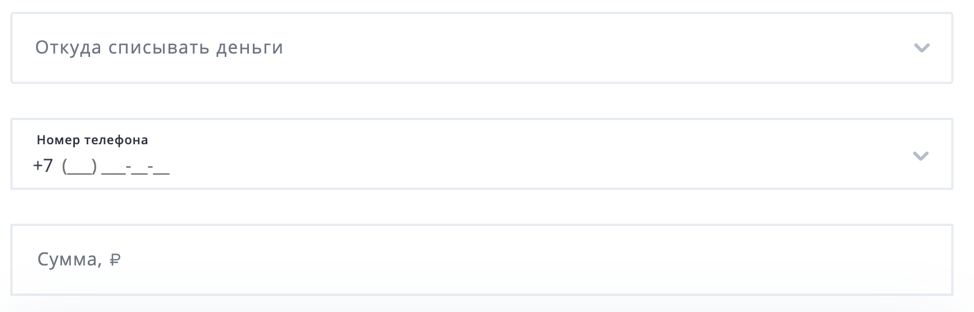 Откуда списывать деньги
Номер телефона
+7 (___) ___-__-__
Сумма, ₽